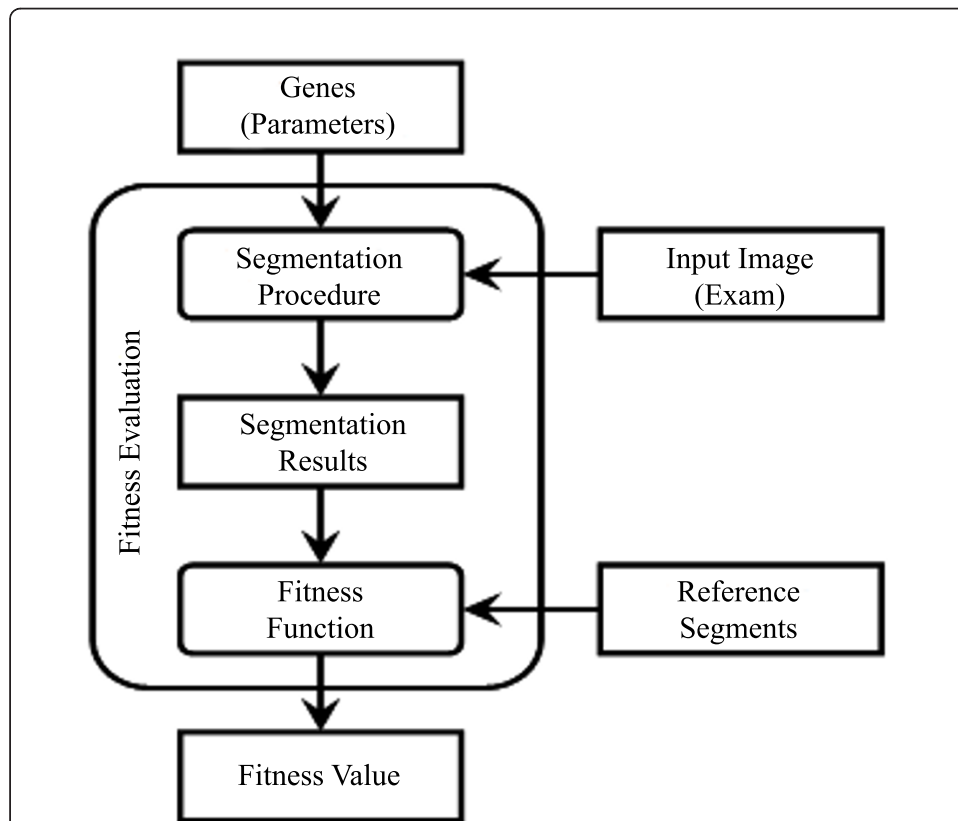 Genes
(Parameters)
Segmentation
Procedure
Input Image
(Exam)
Fitness Evaluation
Segmentation
Results
Fitness
Function
Reference
Segments
Fitness Value